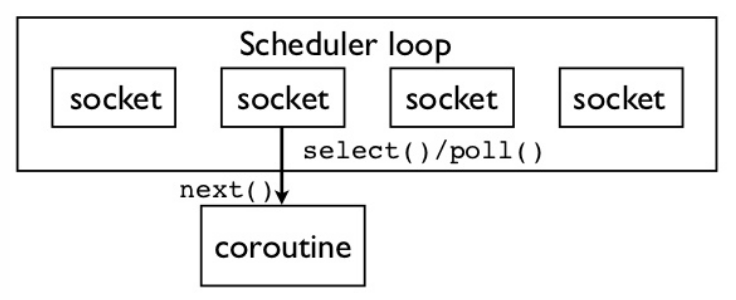 Scheduler loop
socket socket socket socket
select()/poll()
next()
coroutine